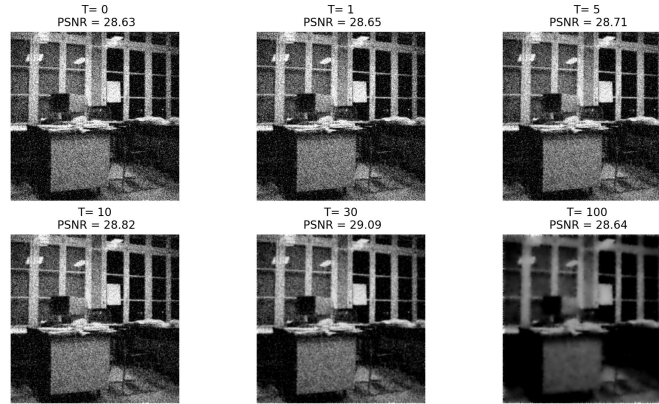 T= 0
PSNR = 28.63
T= 1
PSNR = 28.65
T= 5
PSNR = 28.71
T= 10
PSNR = 28.82
T= 30
PSNR = 29.09
T= 100
PSNR = 28.64